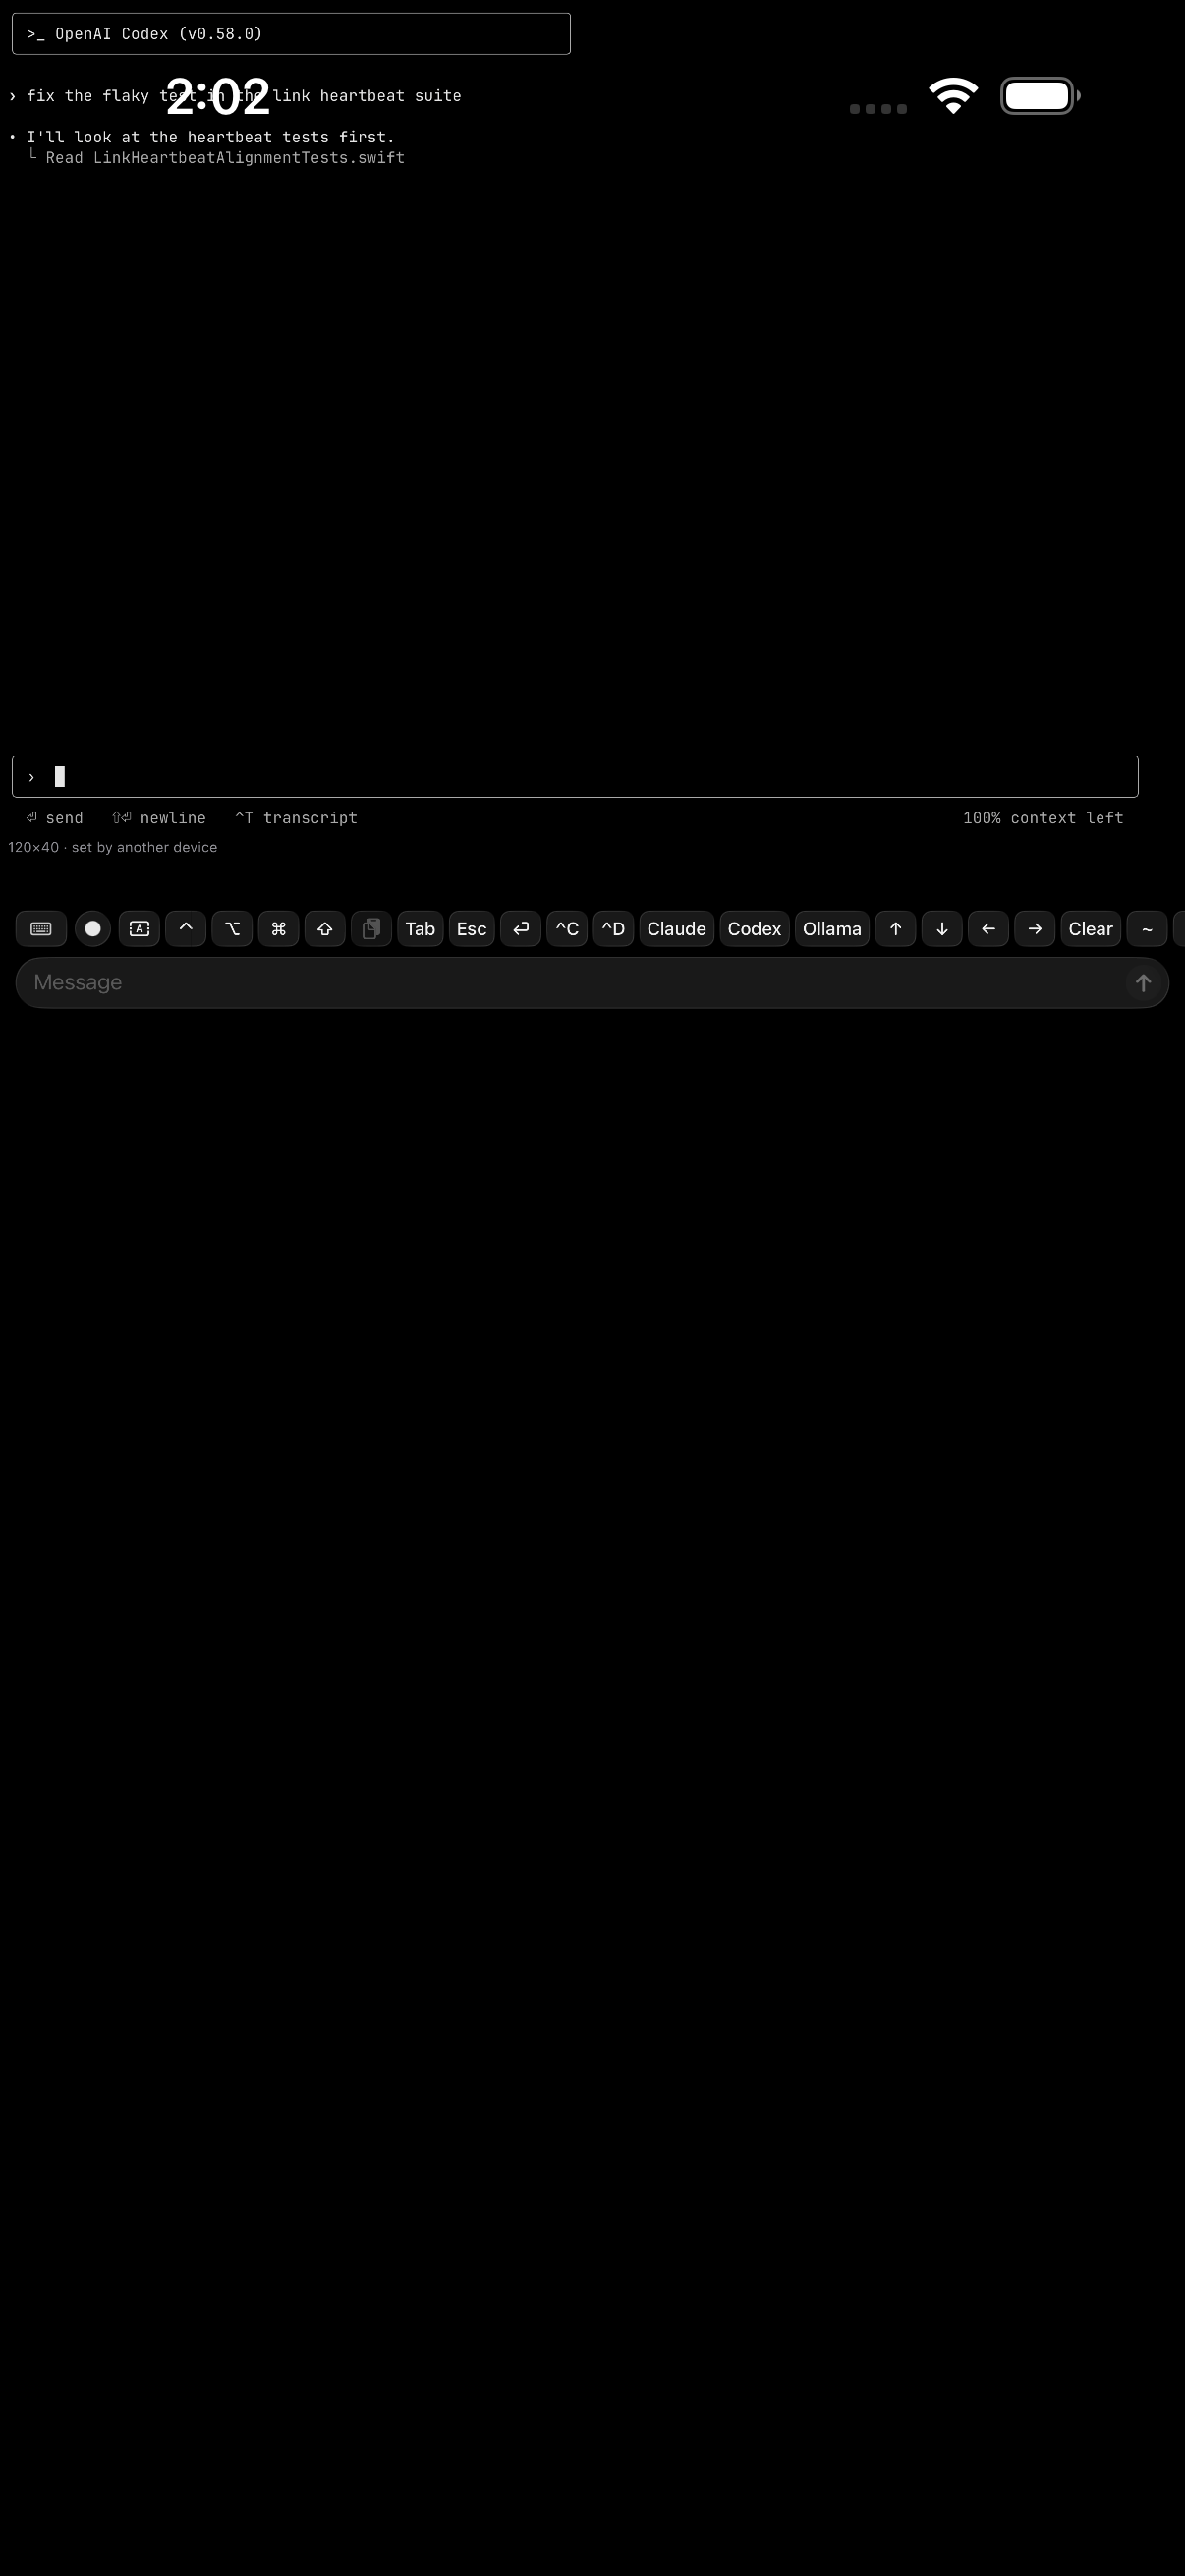 >_ OpenAI Codex (v0.58.0)
2:02
› fix the flaky test in the link heartbeat suite
• I'll look at the heartbeat tests first.
└ Read LinkHeartbeatAlignmentTests.swift
›
⏎ send ⇧⏎ newline ^T transcript 100% context left
120×40 · set by another device
A ^ ⌥ ⌘ ⇧ Tab Esc ↵ ^C ^D Claude Codex Ollama ↑ ↓ ← → Clear ~
Message